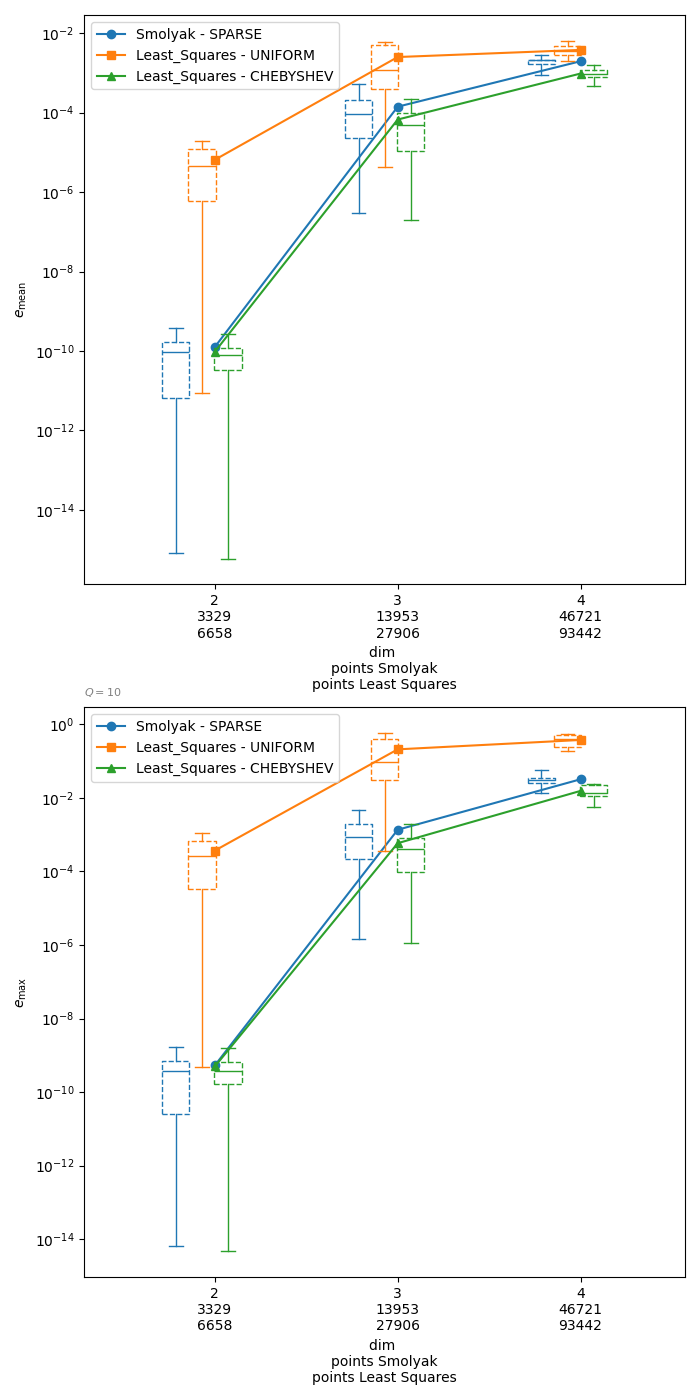 Smolyak - SPARSE
Least_Squares - UNIFORM
Least_Squares - CHEBYSHEV
10⁻²
10⁻⁴
10⁻⁶
10⁻⁸
10⁻¹⁰
10⁻¹²
10⁻¹⁴
e_mean
2 3 4
3329 13953 46721
6658 27906 93442
dim
points Smolyak
points Least Squares
Q = 10
Smolyak - SPARSE
Least_Squares - UNIFORM
Least_Squares - CHEBYSHEV
10⁰
10⁻²
10⁻⁴
10⁻⁶
10⁻⁸
10⁻¹⁰
10⁻¹²
10⁻¹⁴
e_max
2 3 4
3329 13953 46721
6658 27906 93442
dim
points Smolyak
points Least Squares